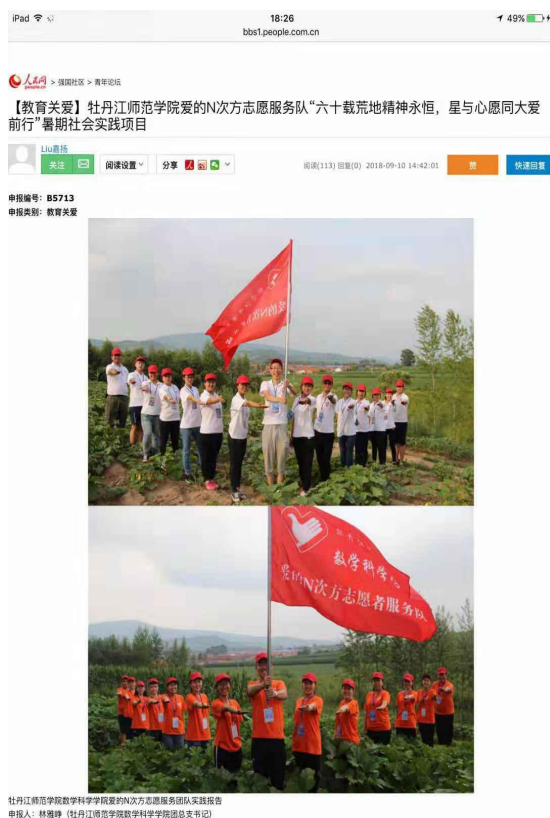 iPad
18:26
49%
bbs1.people.com.cn
人民网 > 强国社区 > 青年论坛
people.cn
【教育关爱】牡丹江师范学院爱的N次方志愿服务队“六十载荒地精神永恒，星与心愿同大爱
前行”暑期社会实践项目
Liu嘉扬
关注
阅读设置
分享
阅读(113) 回复(0) 2018-09-10 14:42:01
赞
快速回复
申报编号：B5713
申报类别：教育关爱
爱的N次方
数学科学
爱的N次方志愿者服务队
牡丹江师范学院数学科学学院爱的N次方志愿服务团队实践报告
申报人：林雅峥（牡丹江师范学院数学科学学院团总支书记）